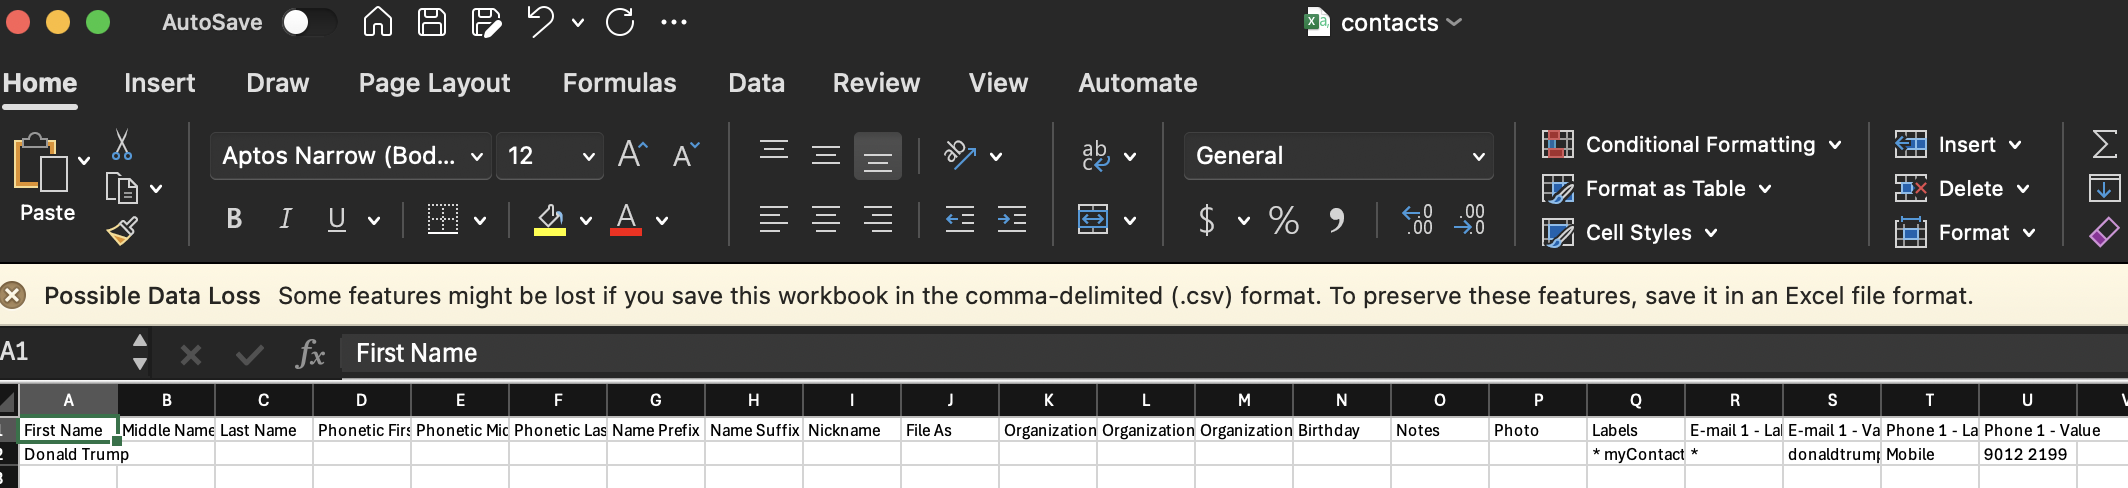 AutoSave
contacts
Home Insert Draw Page Layout Formulas Data Review View Automate
Paste
Aptos Narrow (Bod... 12
General
Conditional Formatting
Format as Table
Cell Styles
Insert
Delete
Format
Possible Data Loss Some features might be lost if you save this workbook in the comma-delimited (.csv) format. To preserve these features, save it in an Excel file format.
A1 fx First Name
A B C D E F G H I J K L M N O P Q R S T U
1 First Name Middle Name Last Name Phonetic Firs Phonetic Mic Phonetic Las Name Prefix Name Suffix Nickname File As Organization Organization Organization Birthday Notes Photo Labels E-mail 1 - Lal E-mail 1 - Va Phone 1 - La Phone 1 - Value
2 Donald Trump * myContact * donaldtrump Mobile 9012 2199
3